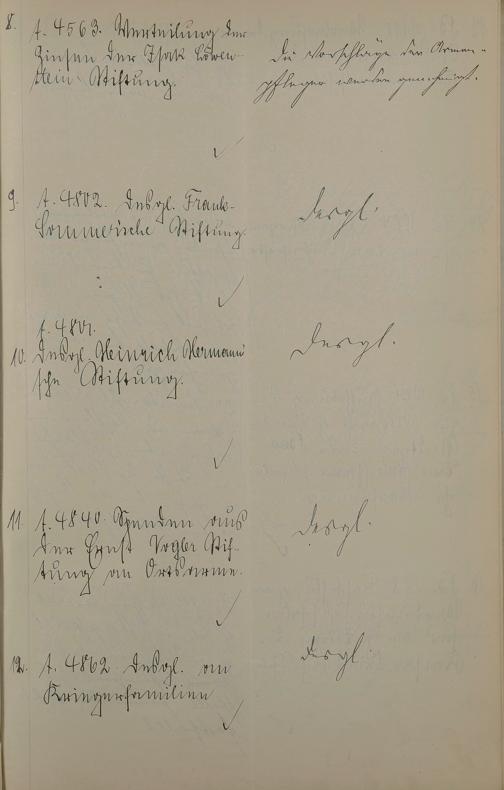 8. t. 4563. Verteilung der
Zinsen der Isak Löwen-
stein Stiftung.
Die Vorschläge der Armen-
pfleger werden genehmigt.
9. t. 4802. Desgl. Frank-
Sommer'sche Stiftung.
desgl.
t. 4801.
10. Desgl. Heinrich Hermann'
sche Stiftung.
desgl.
11. t. 4840. Spenden aus
der Ernst Vogler Stif-
tung an Ortsarme.
desgl.
12. t. 4862 Desgl. an
Kriegerfamilien
desgl.